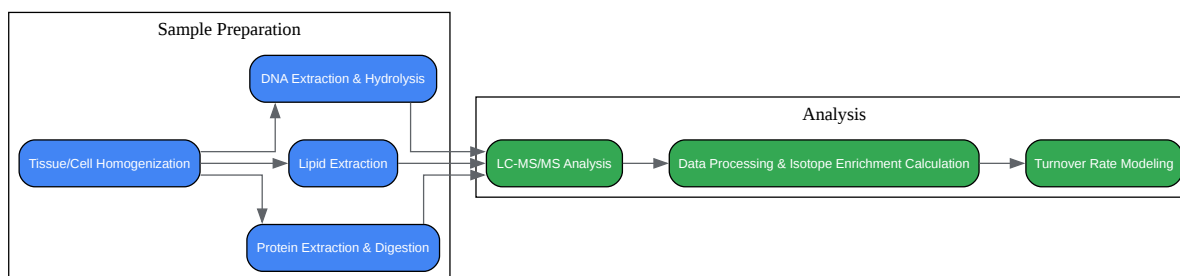 Sample Preparation
DNA Extraction & Hydrolysis
Tissue/Cell Homogenization
Lipid Extraction
Protein Extraction & Digestion
Analysis
LC-MS/MS Analysis
Data Processing & Isotope Enrichment Calculation
Turnover Rate Modeling